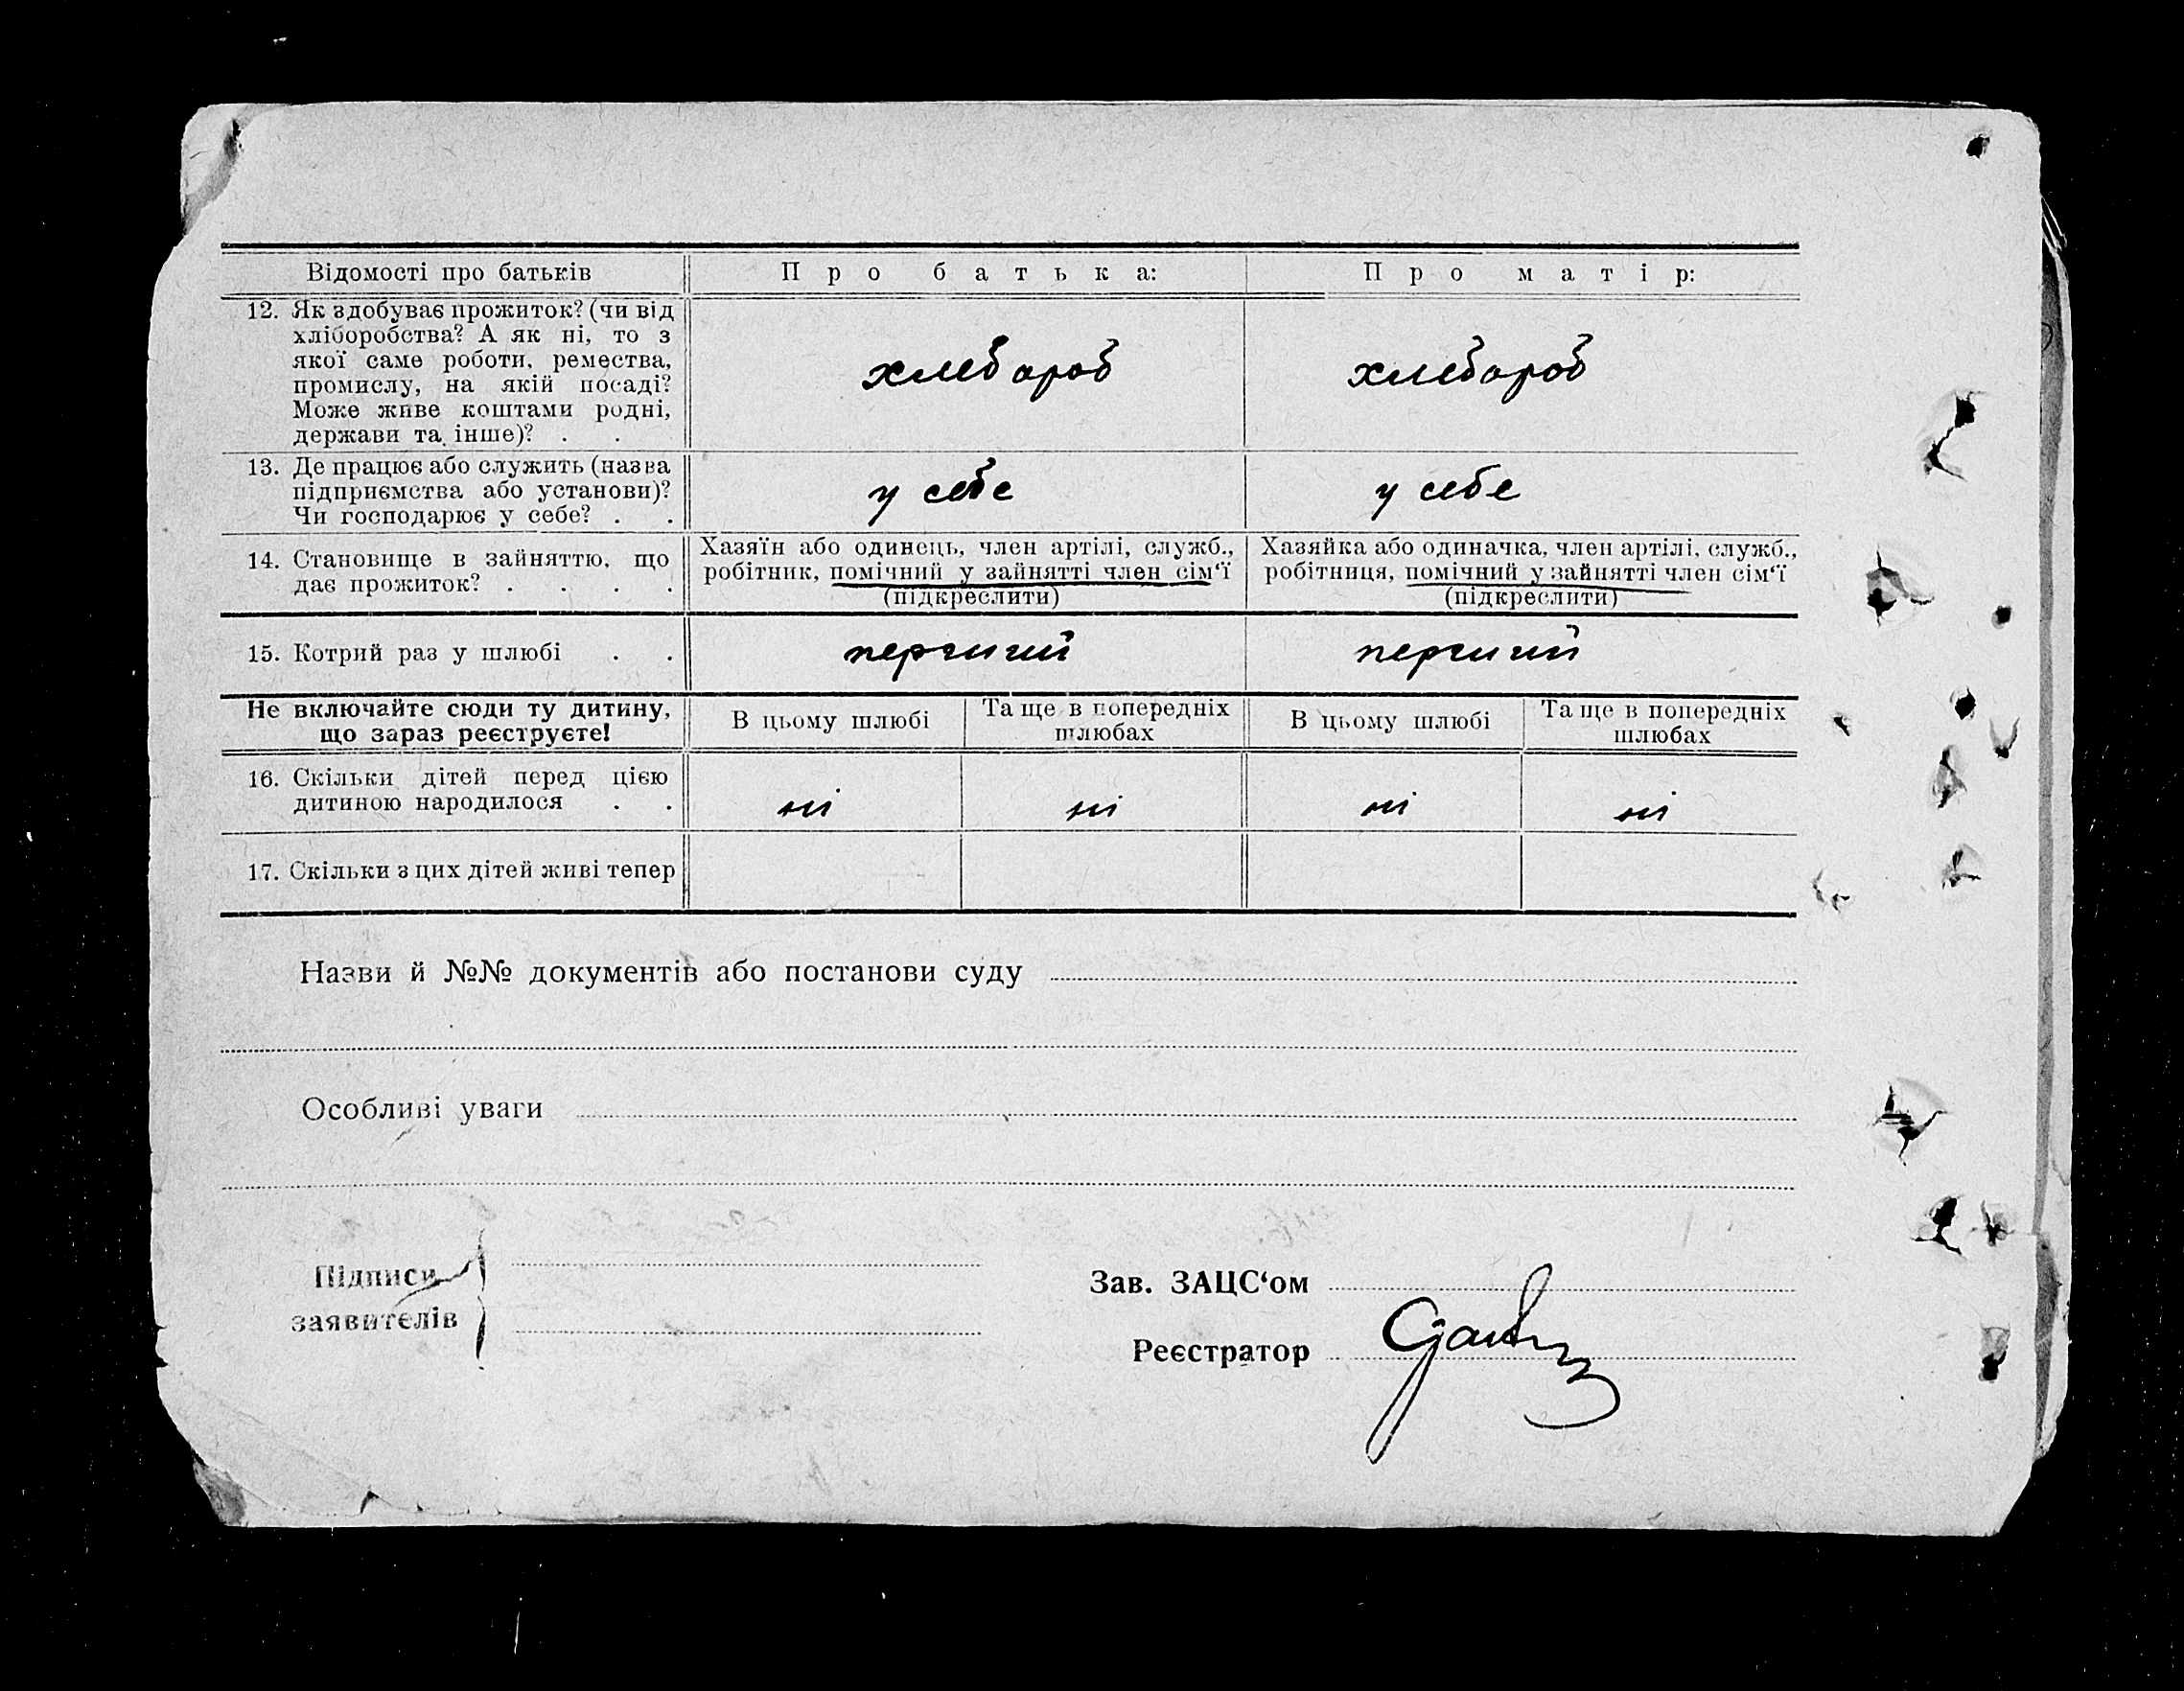 Відомості про батьків
Про батька:
Про матір:
12. Як здобуває прожиток? (чи від
хліборобства? А як ні, то з
якої саме роботи, ремества,
промислу, на якій посаді?
Може живе коштами родні,
держави та інше)? . .
хлебороб
хлебороб
13. Де працює або служить (назва
підприємства або установи)?
Чи господарює у себе? . .
у себе
у себе
14. Становище в зайняттю, що
дає прожиток? . . . .
Хазяїн або одинець, член артілі, служб.,
робітник, помічний у зайнятті член сім‘ї
(підкреслити)
Хазяйка або одиначка, член артілі, служб.,
робітниця, помічний у зайнятті член сім‘ї
(підкреслити)
15. Котрий раз у шлюбі . .
перший
перший
Не включайте сюди ту дитину,
що зараз реєструєте!
В цьому шлюбі
Та ще в попередніх
шлюбах
В цьому шлюбі
Та ще в попередніх
шлюбах
16. Скільки дітей перед цією
дитиною народилося . .
ні
ні
ні
ні
17. Скільки з цих дітей живі тепер
Назви й №№ документів або постанови суду
Особливі уваги
Підписи
заявителів
Зав. ЗАЦС‘ом
Реєстратор